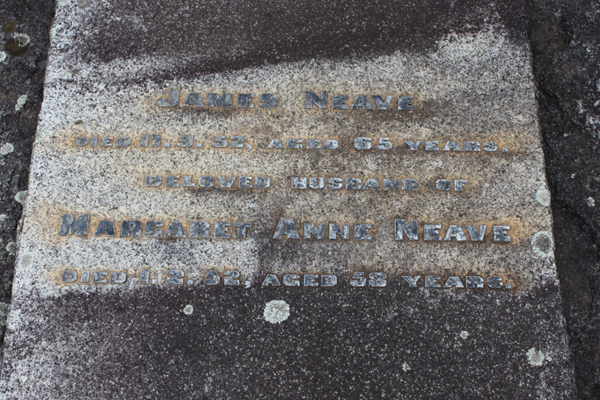 JAMES NEAVE
DIED 17. 9. 52, AGED 65 YEARS.
BELOVED HUSBAND OF
MARGARET ANNE NEAVE
DIED 1. 2. 52, AGED 58 YEARS.